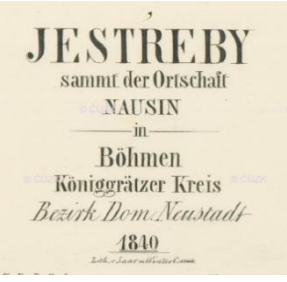 JESTŘEBY
sammt der Ortschaft
NAUSIN
in
Böhmen
Königgrätzer Kreis
Bezirk Dom. Neustadt
1840